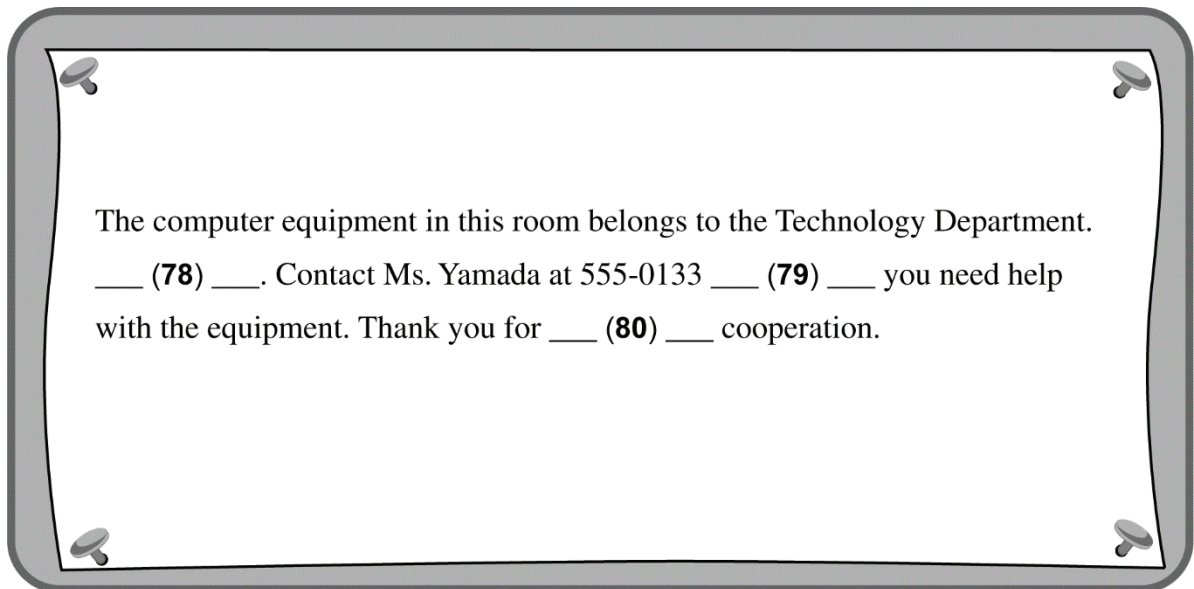 The computer equipment in this room belongs to the Technology Department.
___ (78) ___. Contact Ms. Yamada at 555-0133 ___ (79) ___ you need help
with the equipment. Thank you for ___ (80) ___ cooperation.